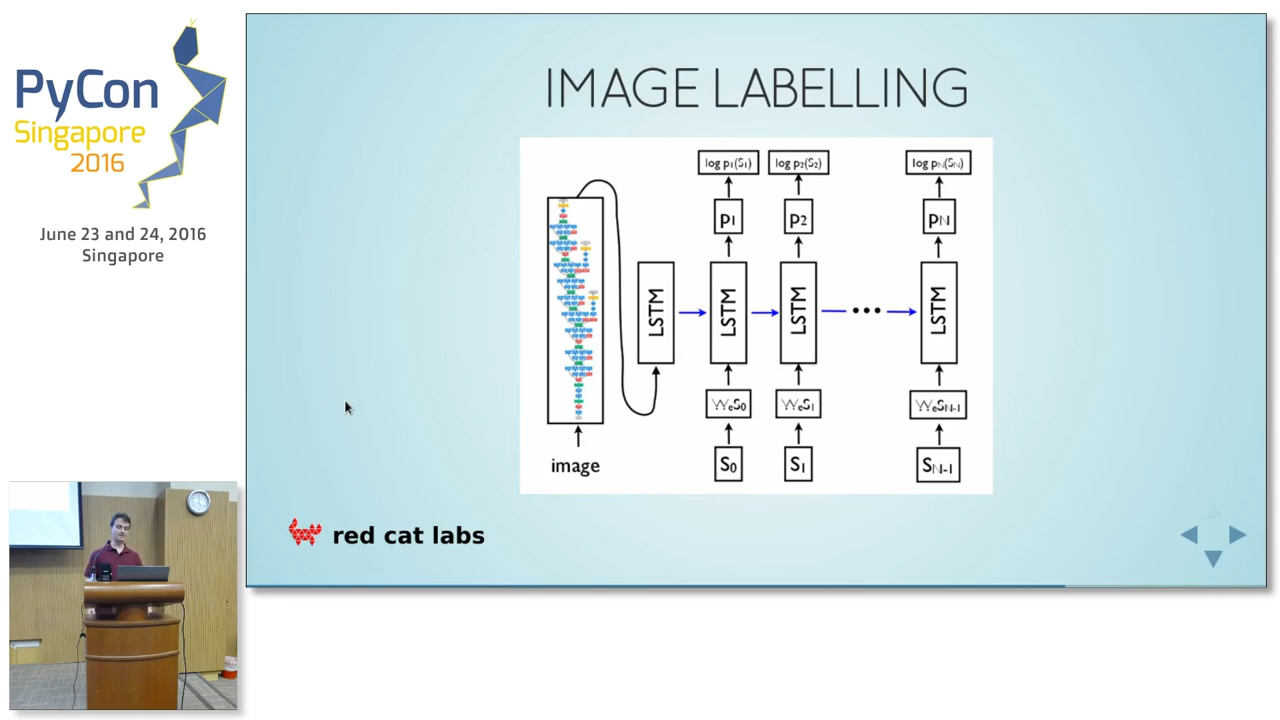 PyCon
Singapore
2016
June 23 and 24, 2016
Singapore
IMAGE LABELLING
log p1(S1) log p2(S2) log pN(SN)
p1 p2 pN
LSTM LSTM LSTM ••• LSTM
WeS0 WeS1 WeSN-1
image S0 S1 SN-1
red cat labs